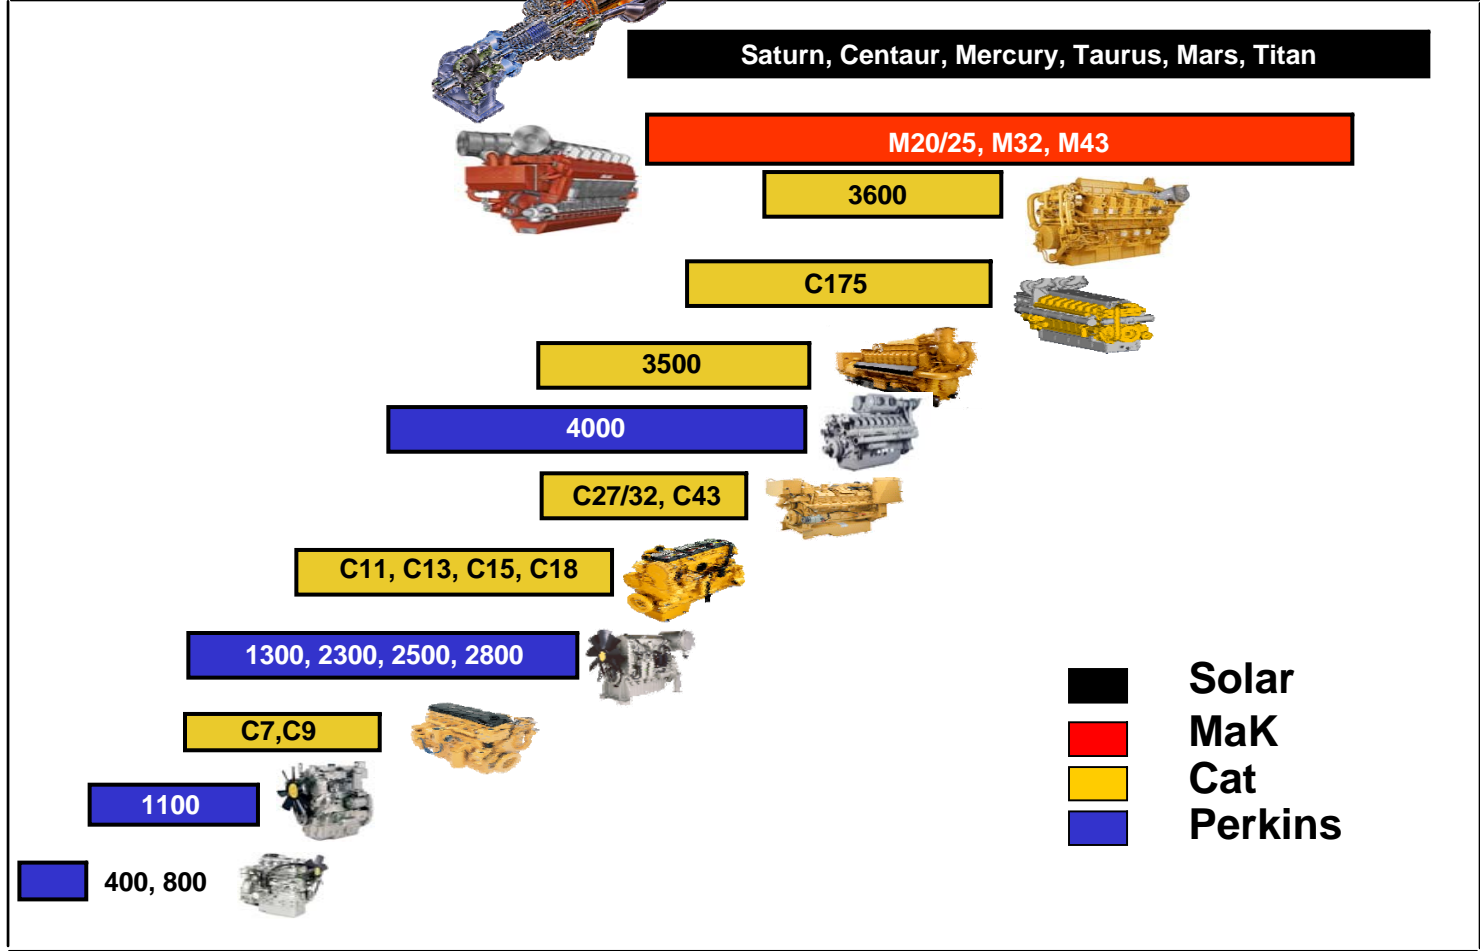 Saturn, Centaur, Mercury, Taurus, Mars, Titan
M20/25, M32, M43
3600
C175
3500
4000
C27/32, C43
C11, C13, C15, C18
1300, 2300, 2500, 2800
C7,C9
1100
400, 800
Solar
MaK
Cat
Perkins